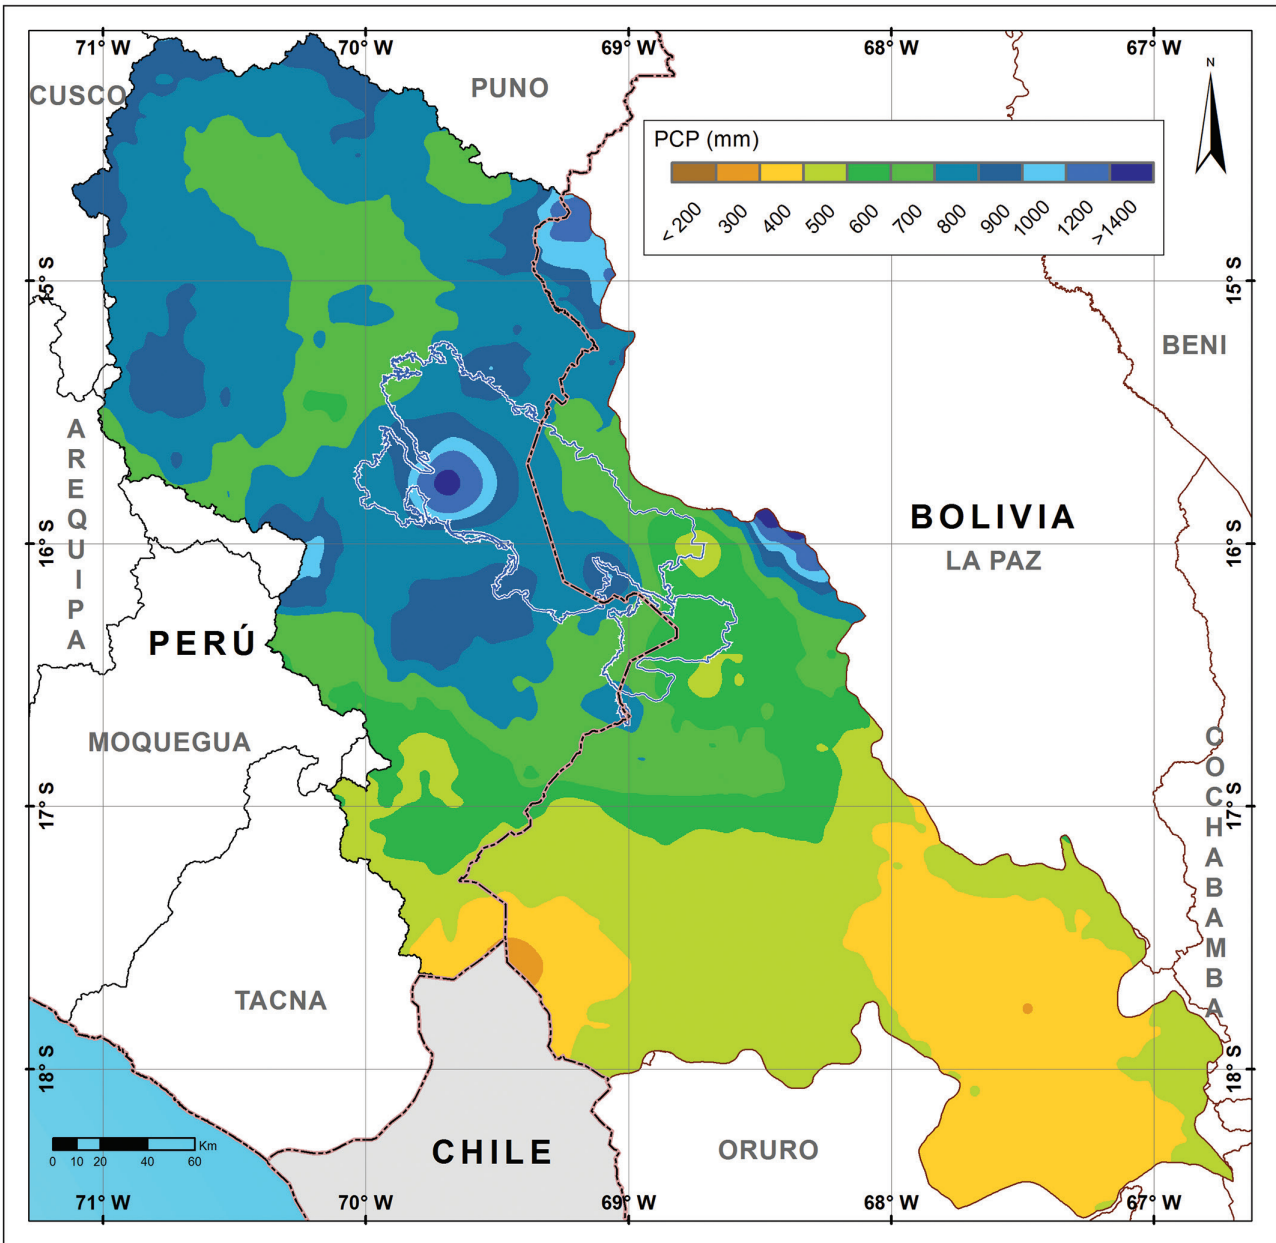 71° W 70° W 69° W 68° W 67° W
N
CUSCO
PUNO
PCP (mm)
< 200 300 400 500 600 700 800 900 1000 1200 >1400
15° S
15° S
BENI
AREQUIPA
BOLIVIA
16° S
16° S
LA PAZ
PERÚ
MOQUEGUA
COCHABAMBA
17° S
17° S
TACNA
18° S
18° S
Km
0 10 20 40 60
CHILE
ORURO
71° W 70° W 69° W 68° W 67° W